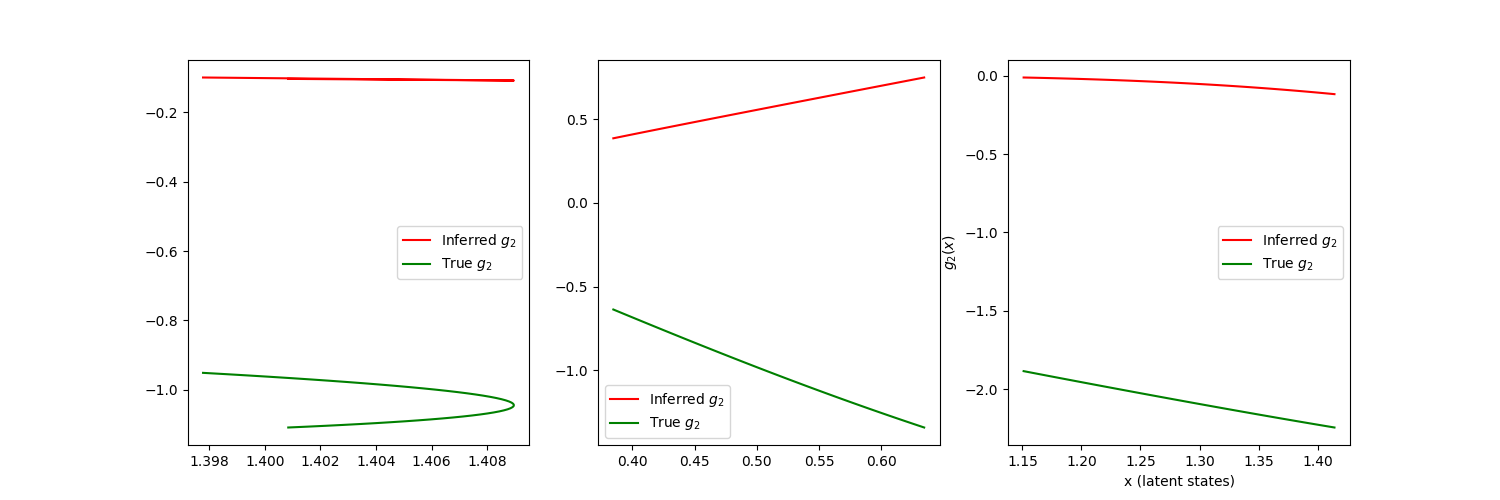 −0.2
−0.4
−0.6
−0.8
−1.0
1.398 1.400 1.402 1.404 1.406 1.408
Inferred g₂
True g₂
0.5
0.0
−0.5
−1.0
0.40 0.45 0.50 0.55 0.60
Inferred g₂
True g₂
g₂(x)
0.0
−0.5
−1.0
−1.5
−2.0
1.15 1.20 1.25 1.30 1.35 1.40
x (latent states)
Inferred g₂
True g₂